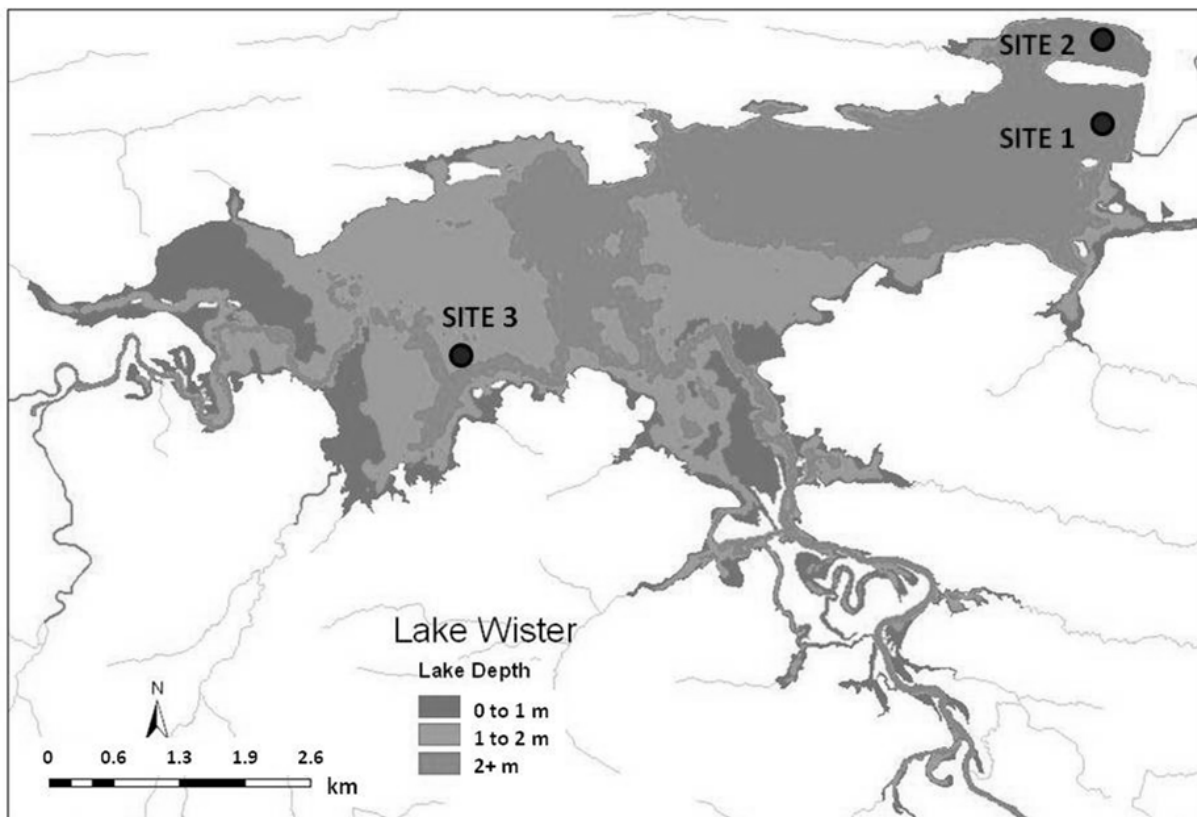 SITE 2
SITE 1
SITE 3
Lake Wister
Lake Depth
0 to 1 m
1 to 2 m
2+ m
N
0 0.6 1.3 1.9 2.6
km